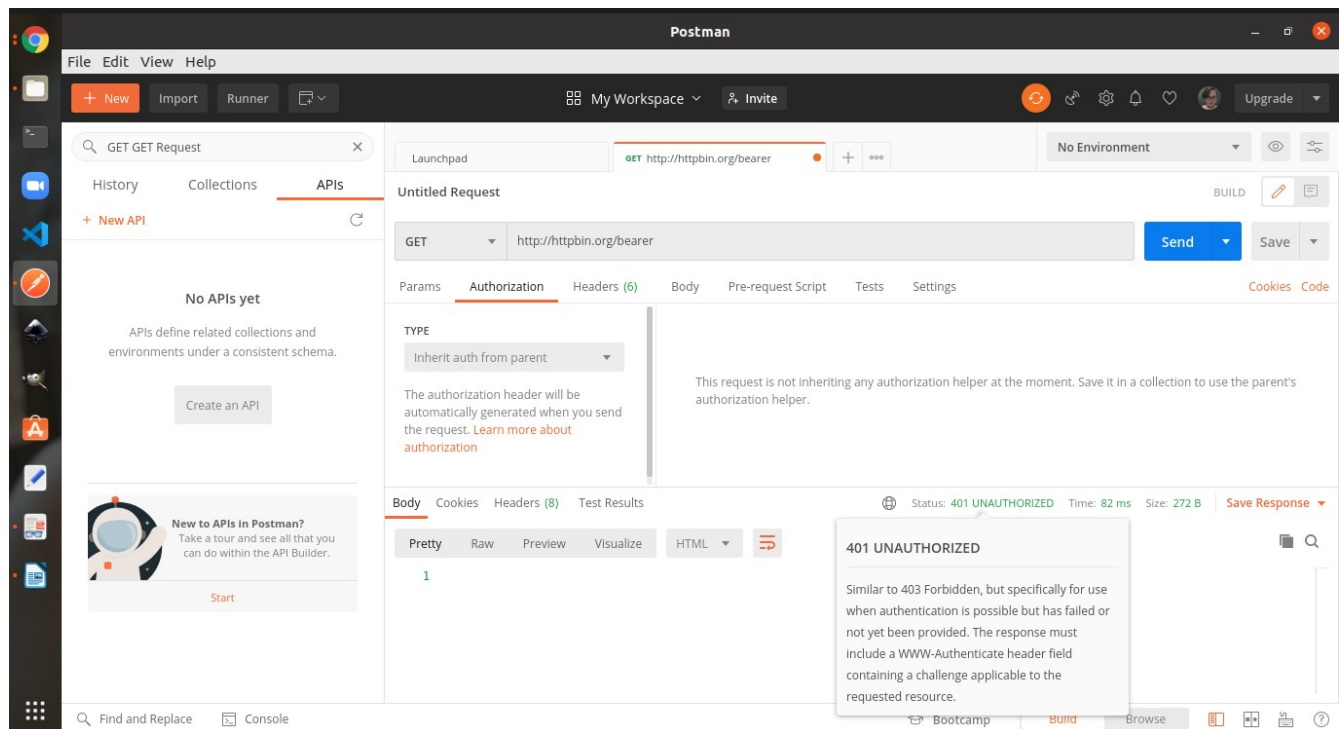 Postman
File Edit View Help
+ New Import Runner
My Workspace
Invite
Upgrade
GET GET Request
History Collections APIs
+ New API
No APIs yet
APIs define related collections and
environments under a consistent schema.
Create an API
New to APIs in Postman?
Take a tour and see all that you
can do within the API Builder.
Start
Launchpad
GET http://httpbin.org/bearer
No Environment
Untitled Request
BUILD
GET
http://httpbin.org/bearer
Send
Save
Params Authorization Headers (6) Body Pre-request Script Tests Settings
Cookies Code
TYPE
Inherit auth from parent
The authorization header will be
automatically generated when you send
the request. Learn more about
authorization
This request is not inheriting any authorization helper at the moment. Save it in a collection to use the parent's
authorization helper.
Body Cookies Headers (8) Test Results
Status: 401 UNAUTHORIZED Time: 82 ms Size: 272 B
Save Response
Pretty Raw Preview Visualize HTML
1
401 UNAUTHORIZED
Similar to 403 Forbidden, but specifically for use
when authentication is possible but has failed or
not yet been provided. The response must
include a WWW-Authenticate header field
containing a challenge applicable to the
requested resource.
Find and Replace Console
Bootcamp Build Browse